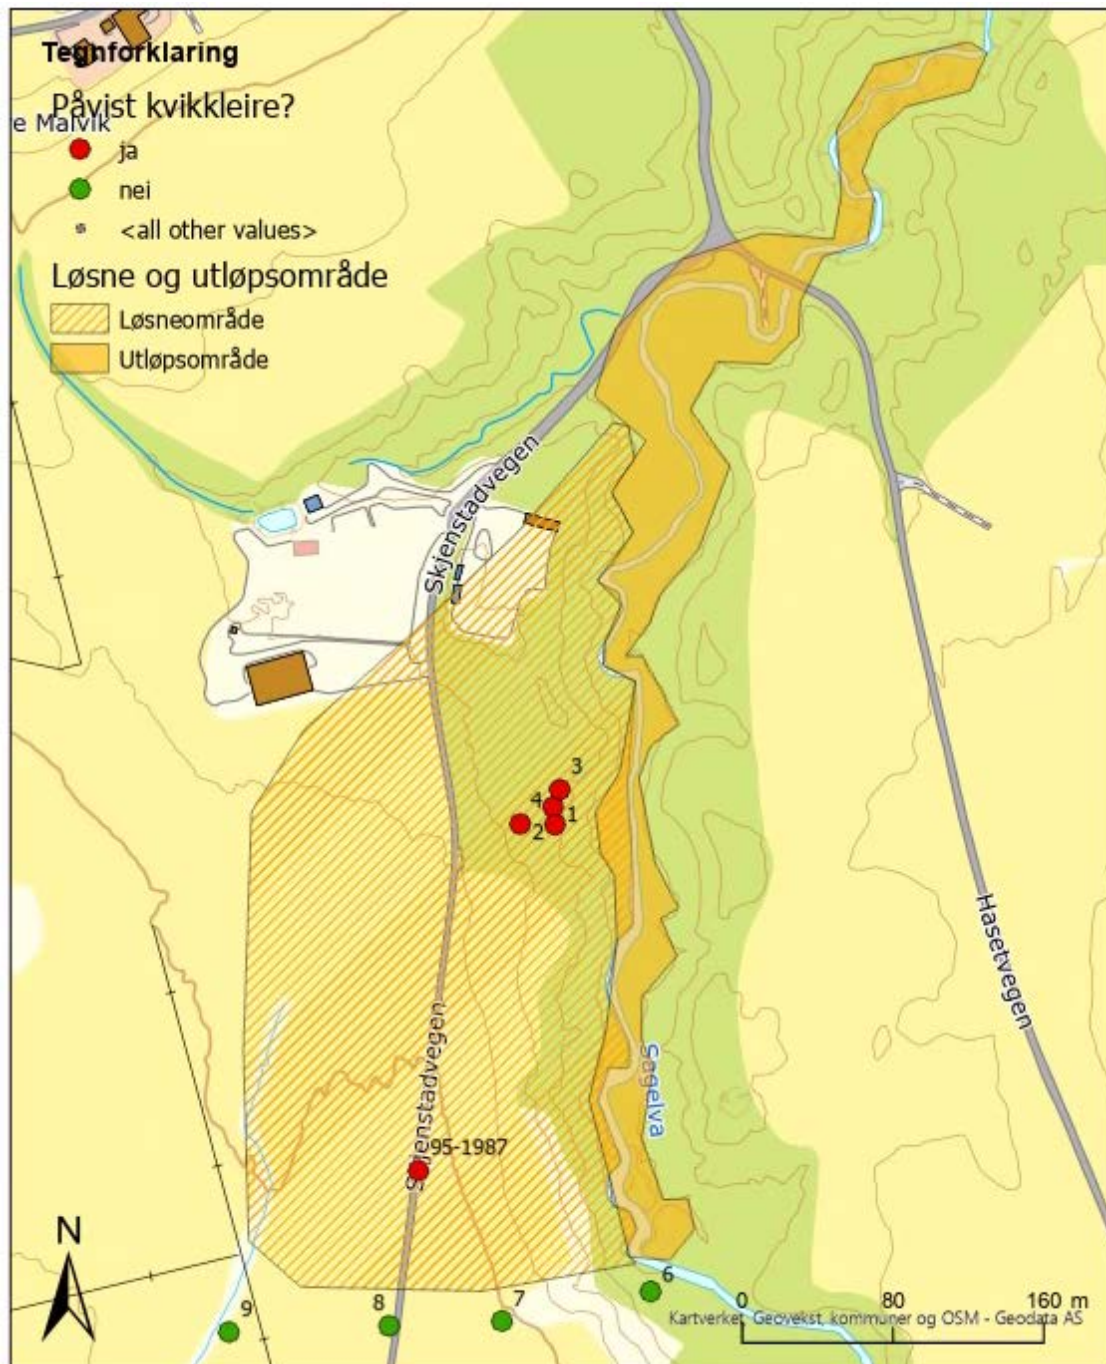 Tegnforklaring
Påvist kvikkleire?
re Malvik
ja
nei
<all other values>
Løsne og utløpsområde
Løsneområde
Utløpsområde
Skjenstadvegen
3
4
1
2
Hasetvegen
Skjenstadvegen
Sagelva
95-1987
N
6
7
8
9
0 80 160 m
Kartverket, Geovekst, kommuner og OSM - Geodata AS